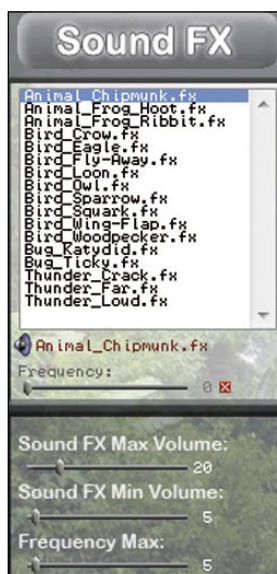 Sound FX
Animal_Chipmunk.fx
Animal_Frog_Hoot.fx
Animal_Frog_Ribbit.fx
Bird_Crow.fx
Bird_Eagle.fx
Bird_Fly-Away.fx
Bird_Loon.fx
Bird_Owl.fx
Bird_Sparrow.fx
Bird_Squark.fx
Bird_Wing-Flap.fx
Bird_Woodpecker.fx
Bug_Katydid.fx
Bug_Ticky.fx
Thunder_Crack.fx
Thunder_Far.fx
Thunder_Loud.fx
Animal_Chipmunk.fx
Frequency:
0
Sound FX Max Volume:
20
Sound FX Min Volume:
5
Frequency Max:
5